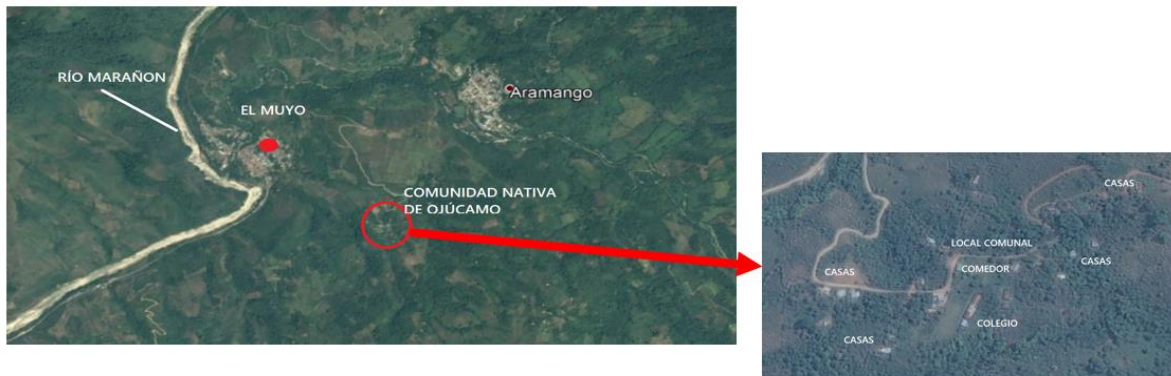 RÍO MARAÑON
EL MUYO
Aramango
COMUNIDAD NATIVA
DE OJÚCAMO
CASAS
LOCAL COMUNAL
CASAS
COMEDOR
CASAS
COLEGIO
CASAS